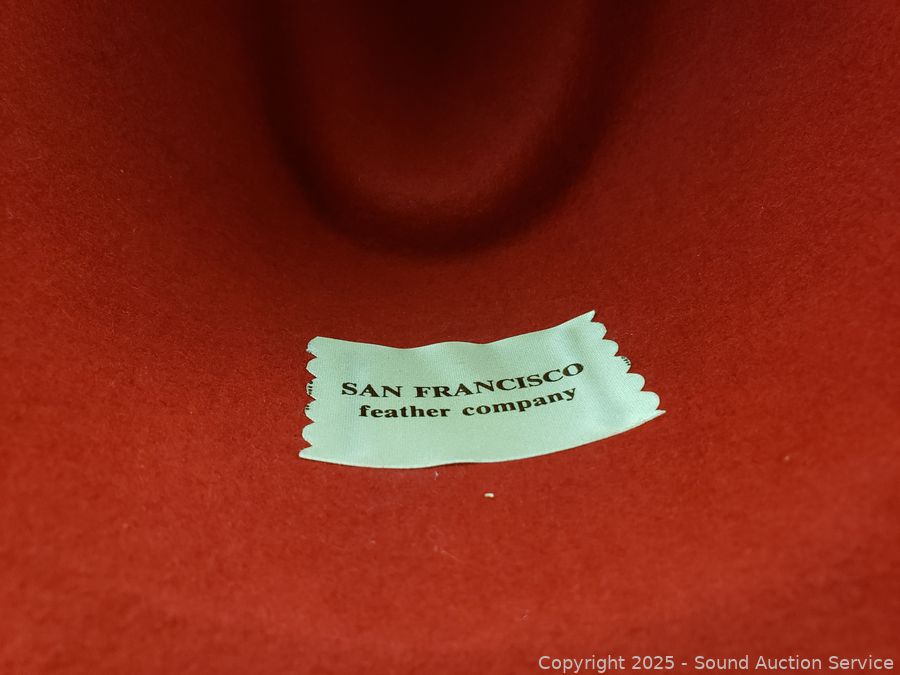 SAN FRANCISCO
feather company
Copyright 2025 - Sound Auction Service